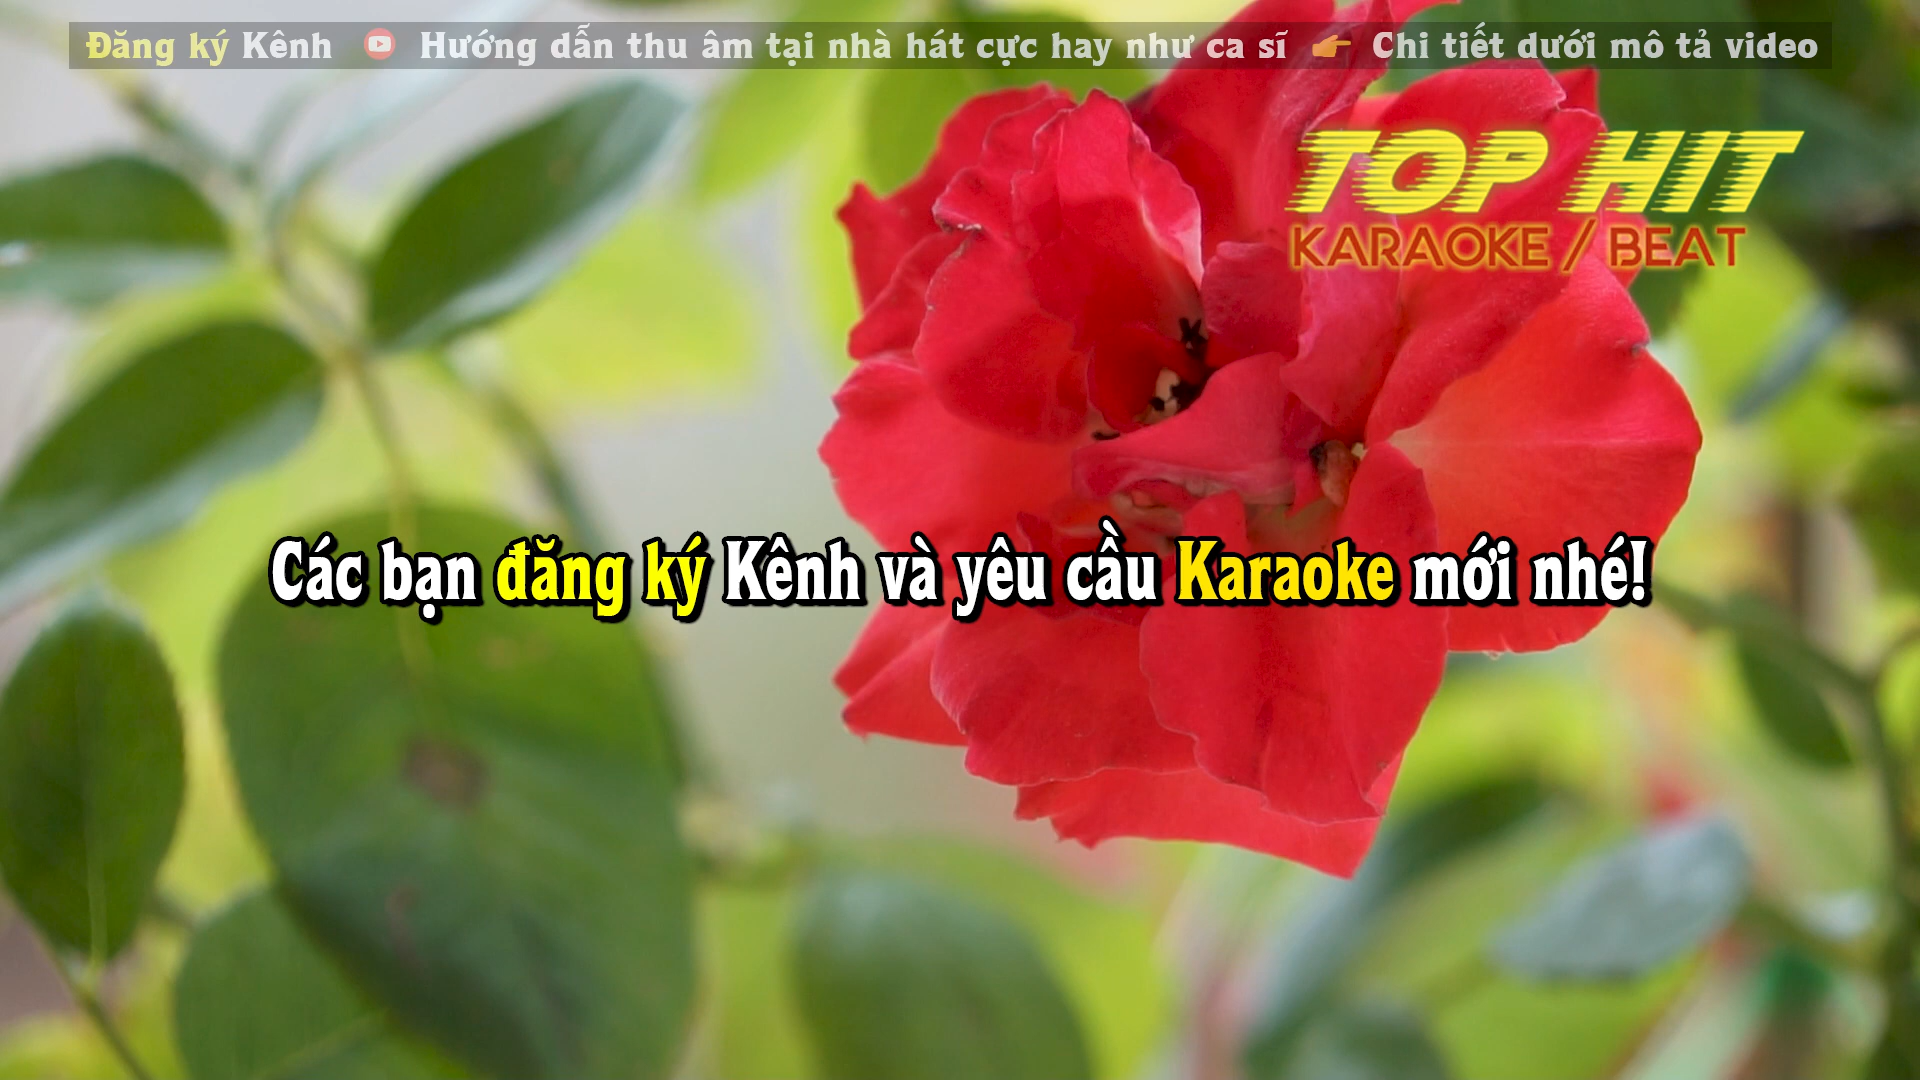 Đăng ký Kênh Hướng dẫn thu âm tại nhà hát cực hay như ca sĩ 👉 Chi tiết dưới mô tả video
TOP HIT
KARAOKE / BEAT
Các bạn đăng ký Kênh và yêu cầu Karaoke mới nhé!